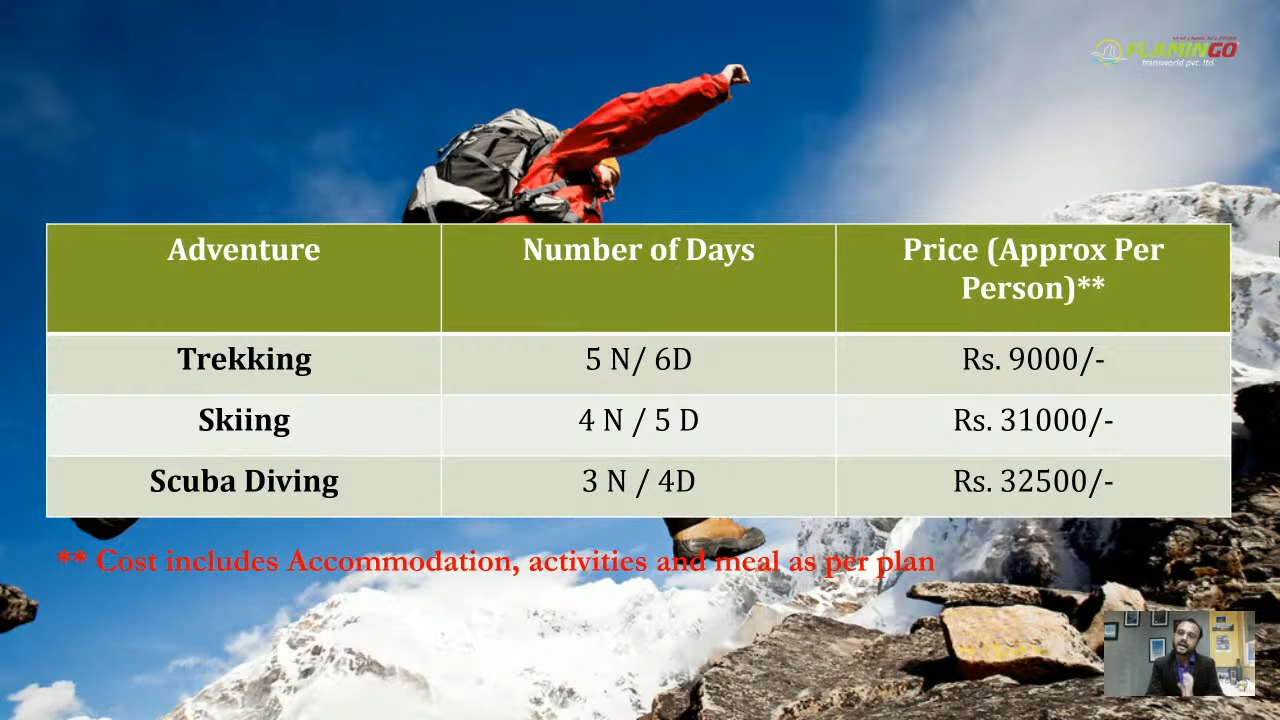 FLAMINGO
transworld pvt. ltd.
Adventure
Number of Days
Price (Approx Per
Person)**
Trekking
5 N/ 6D
Rs. 9000/-
Skiing
4 N / 5 D
Rs. 31000/-
Scuba Diving
3 N / 4D
Rs. 32500/-
** Cost includes Accommodation, activities and meal as per plan